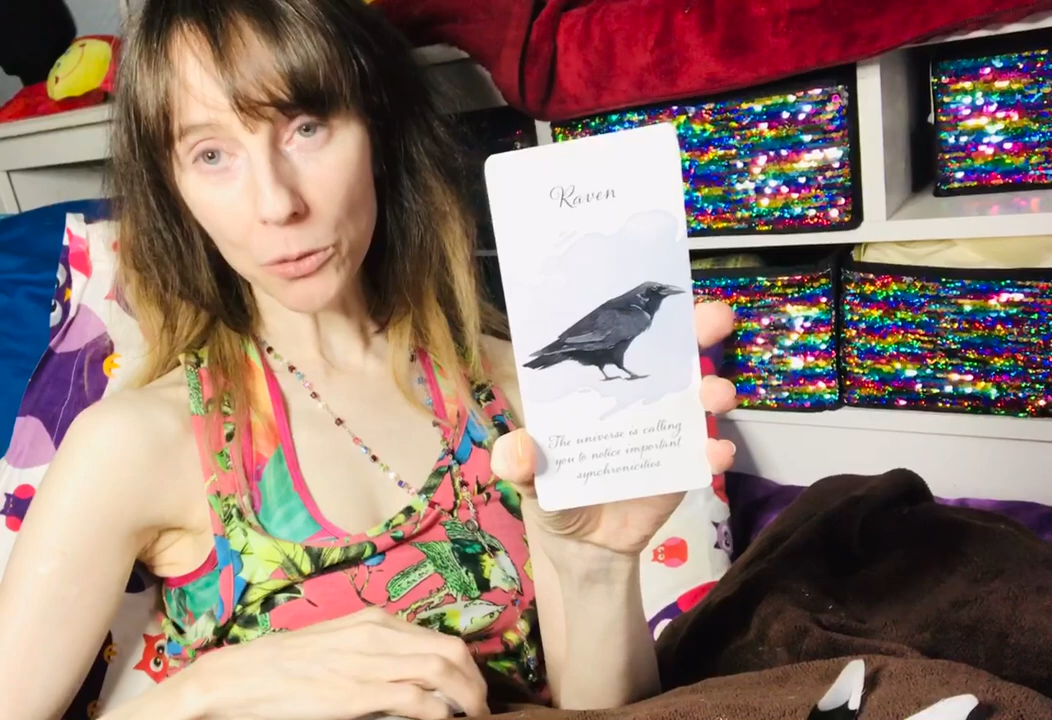 Raven
The universe is calling
you to notice important
synchronicities